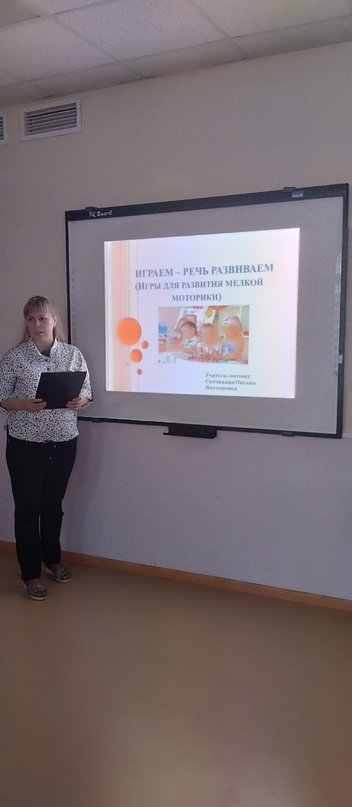 IQ Board
ИГРАЕМ – РЕЧЬ РАЗВИВАЕМ
(ИГРЫ ДЛЯ РАЗВИТИЯ МЕЛКОЙ
МОТОРИКИ)
Учитель-логопед
Оксана
Викторовна